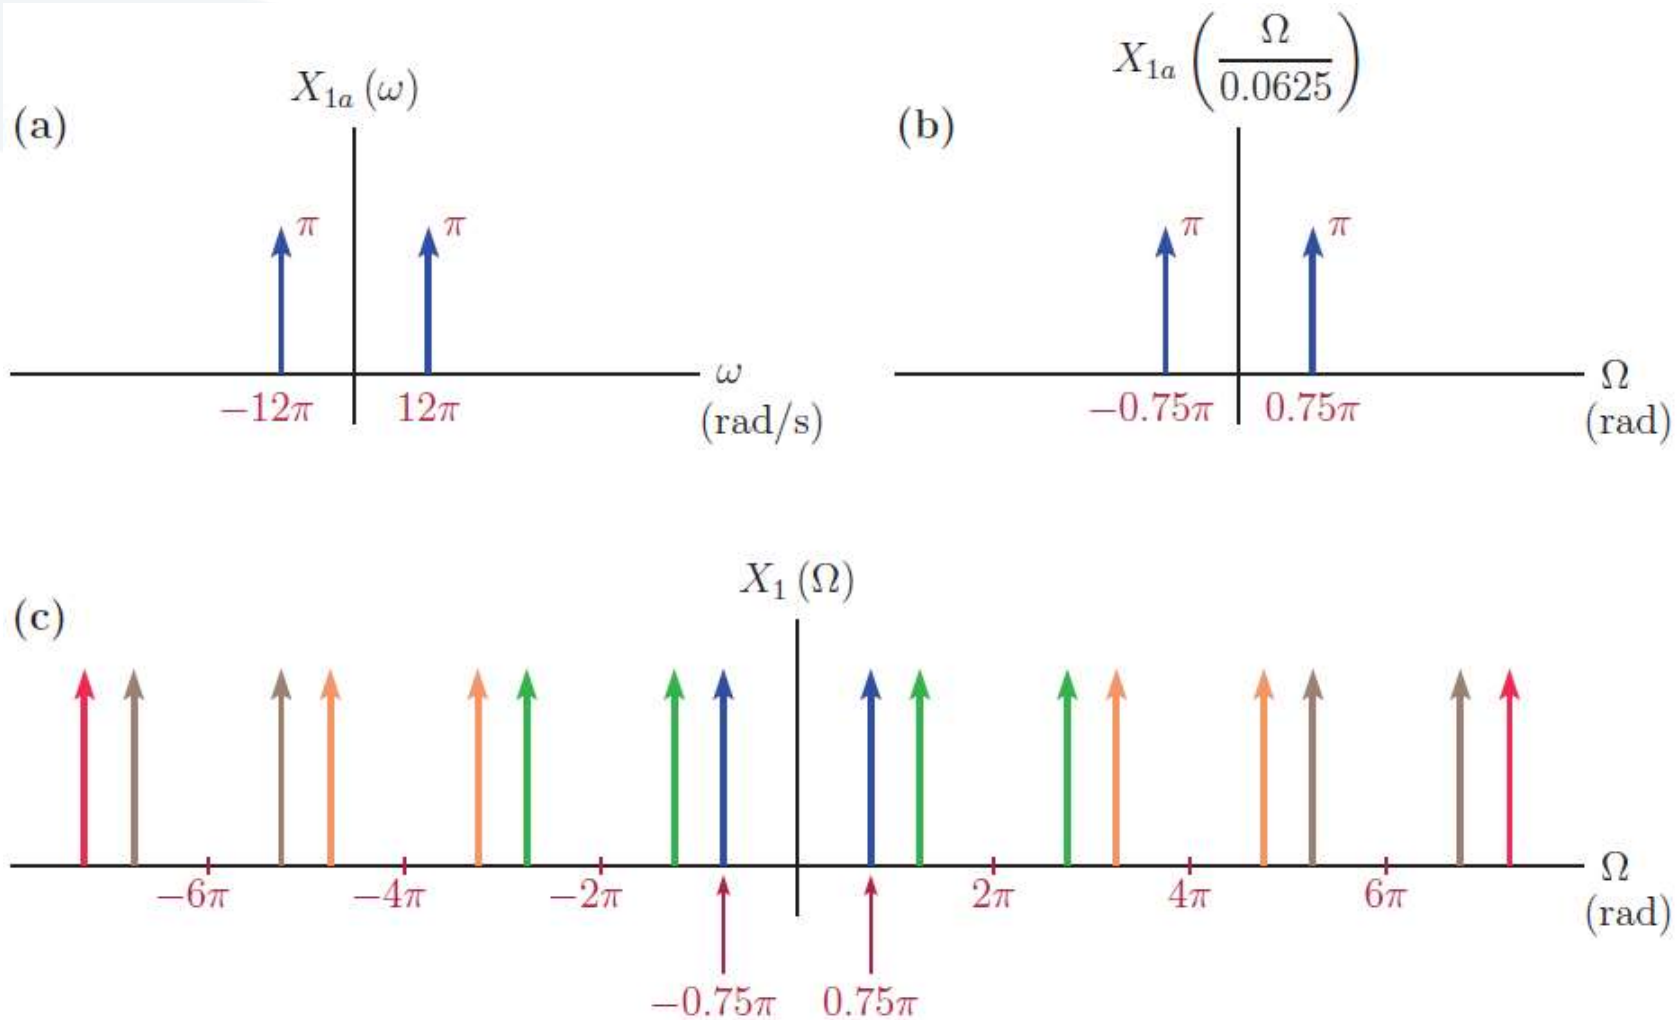 (a)
X₁ₐ (ω)
π π
−12π 12π
ω
(rad/s)
(b)
X₁ₐ (Ω / 0.0625)
π π
−0.75π 0.75π
Ω
(rad)
(c)
X₁ (Ω)
−6π −4π −2π 2π 4π 6π
Ω
(rad)
−0.75π 0.75π